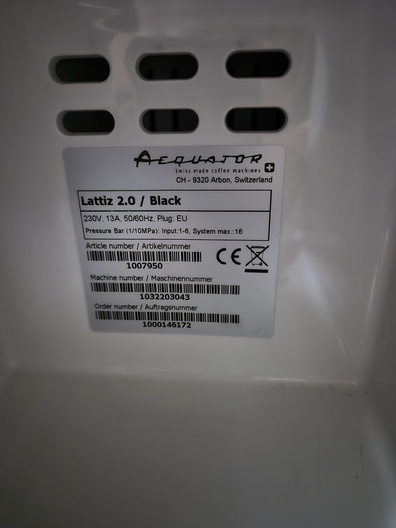 AEQUATOR
Swiss made coffee machines
CH - 9320 Arbon, Switzerland
Lattiz 2.0 / Black
230V, 13A, 50/60Hz, Plug: EU
Pressure Bar (1/10MPa): Input:1-6, System max.:16
Article number / Artikelnummer
1007950
CE
Machine number / Maschinennummer
1032203043
Order number / Auftragsnummer
1000146172